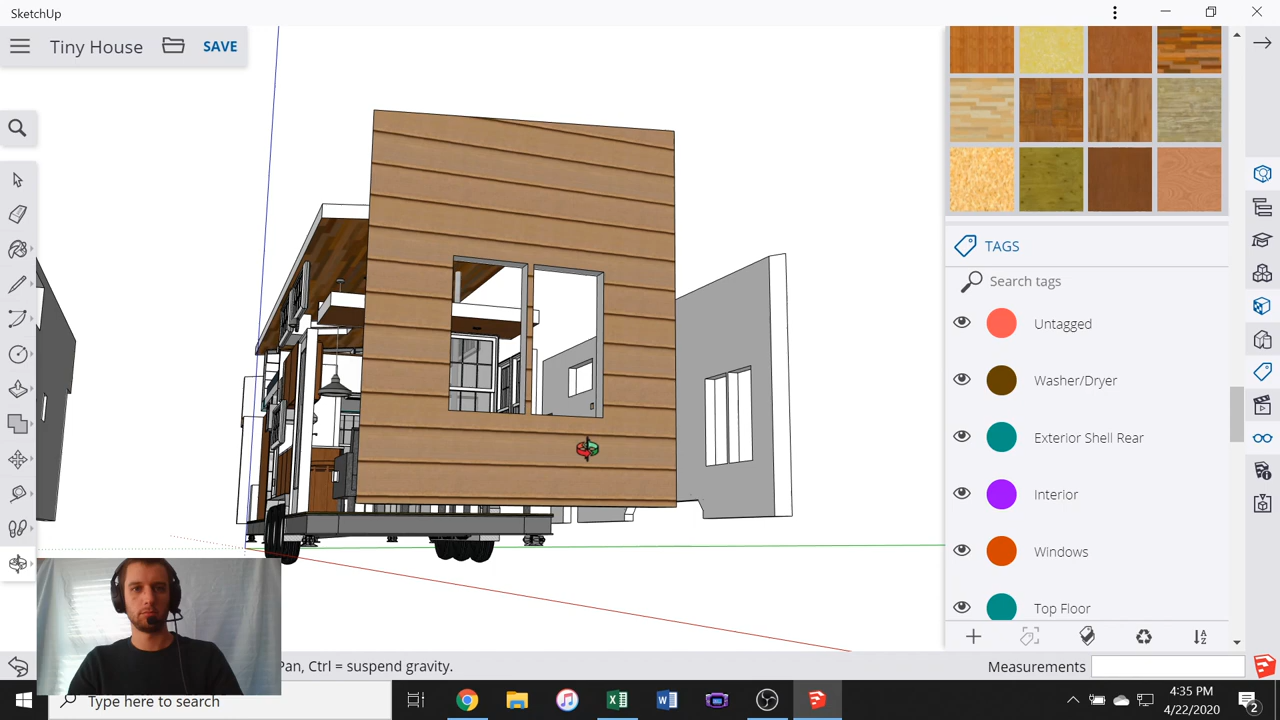 SketchUp
Tiny House
SAVE
TAGS
Search tags
Untagged
Washer/Dryer
Exterior Shell Rear
Interior
Windows
Top Floor
Pan, Ctrl = suspend gravity.
Measurements
Type here to search
4:35 PM
4/22/2020
2